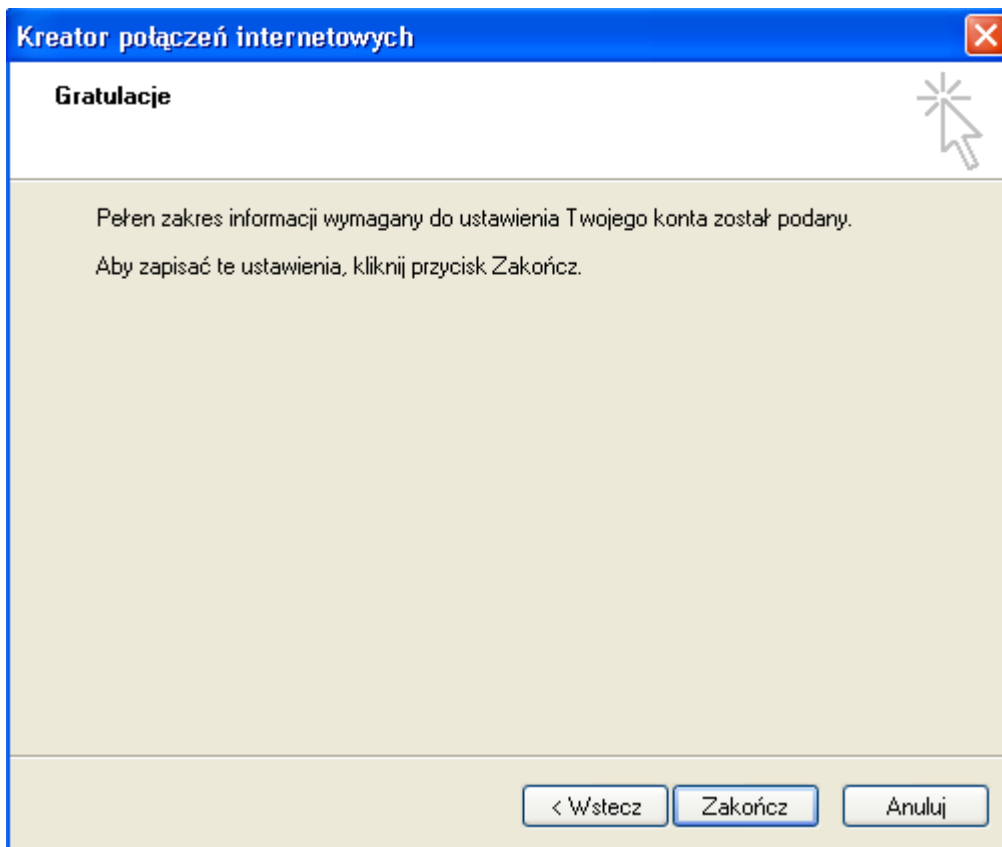 Kreator połączeń internetowych
Gratulacje
Pełen zakres informacji wymagany do ustawienia Twojego konta został podany.
Aby zapisać te ustawienia, kliknij przycisk Zakończ.
< Wstecz Zakończ Anuluj